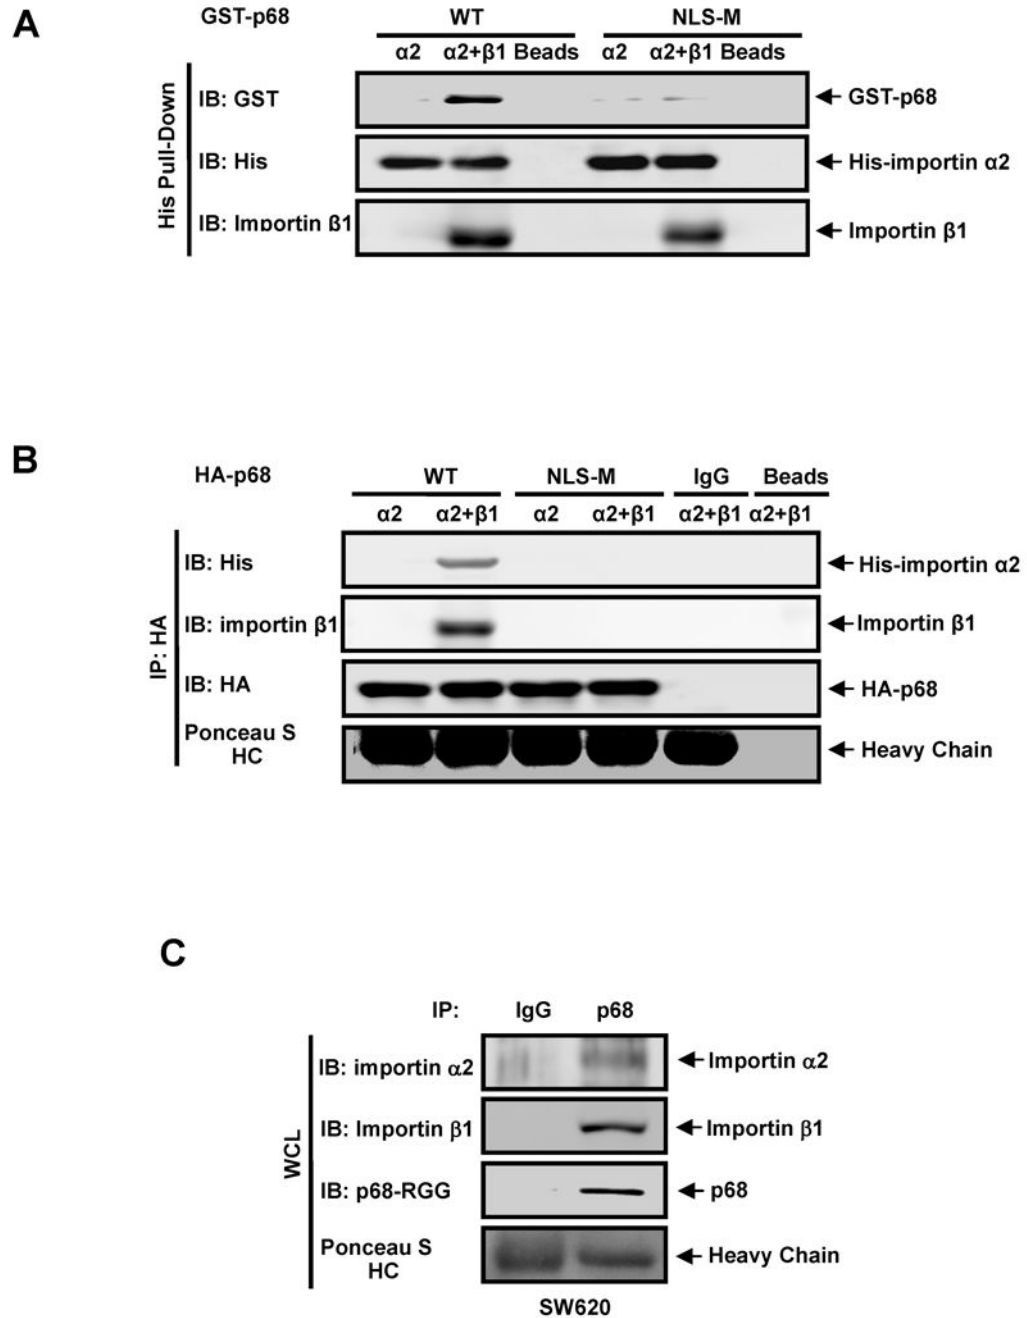 A
GST-p68 WT NLS-M
α2 α2+β1 Beads α2 α2+β1 Beads
His Pull-Down
IB: GST GST-p68
IB: His His-importin α2
IB: Importin β1 Importin β1
B
HA-p68 WT NLS-M IgG Beads
α2 α2+β1 α2 α2+β1 α2+β1 α2+β1
IP: HA
IB: His His-importin α2
IB: importin β1 Importin β1
IB: HA HA-p68
Ponceau S
HC Heavy Chain
C
IP: IgG p68
WCL
IB: importin α2 Importin α2
IB: Importin β1 Importin β1
IB: p68-RGG p68
Ponceau S
HC Heavy Chain
SW620